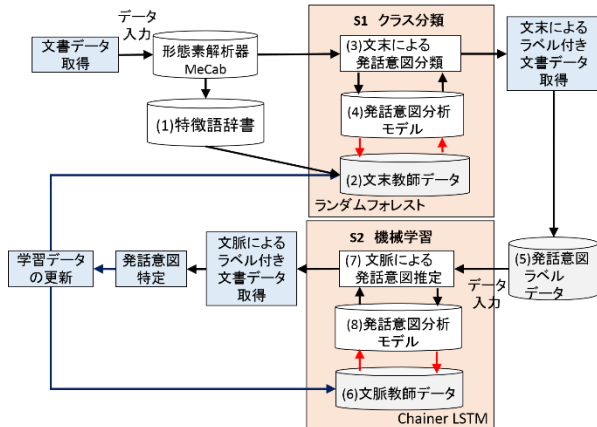 データ
入力
文書データ
取得
形態素解析器
MeCab
(1)特徴語辞書
S1 クラス分類
(3)文末による
発話意図分類
(4)発話意図分析
モデル
(2)文末教師データ
ランダムフォレスト
文末による
ラベル付き
文書データ
取得
S2 機械学習
(7) 文脈による
発話意図推定
(8)発話意図分析
モデル
(6)文脈教師データ
Chainer LSTM
データ
入力
(5)発話意図
ラベル
データ
文脈による
ラベル付き
文書データ
取得
発話意図
特定
学習データ
の更新